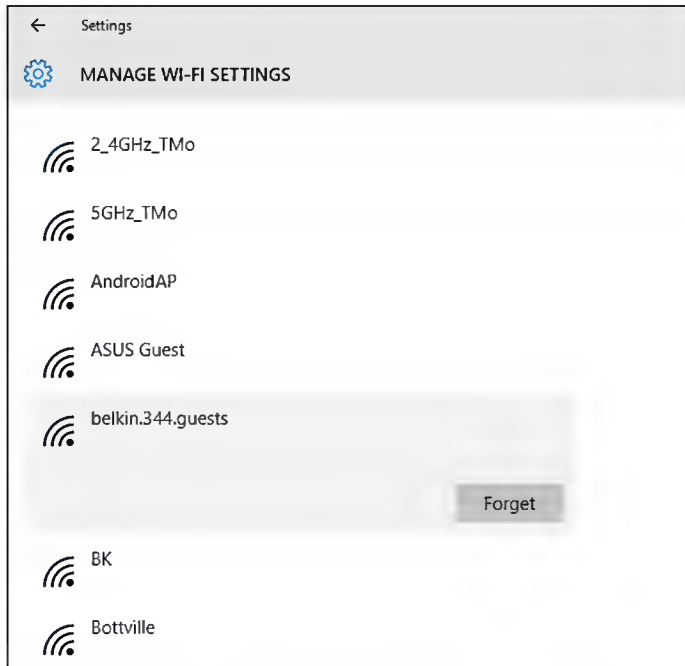 Settings
MANAGE WI-FI SETTINGS
2_4GHz_TMo
5GHz_TMo
AndroidAP
ASUS Guest
belkin.344.guests
Forget
BK
Bottville